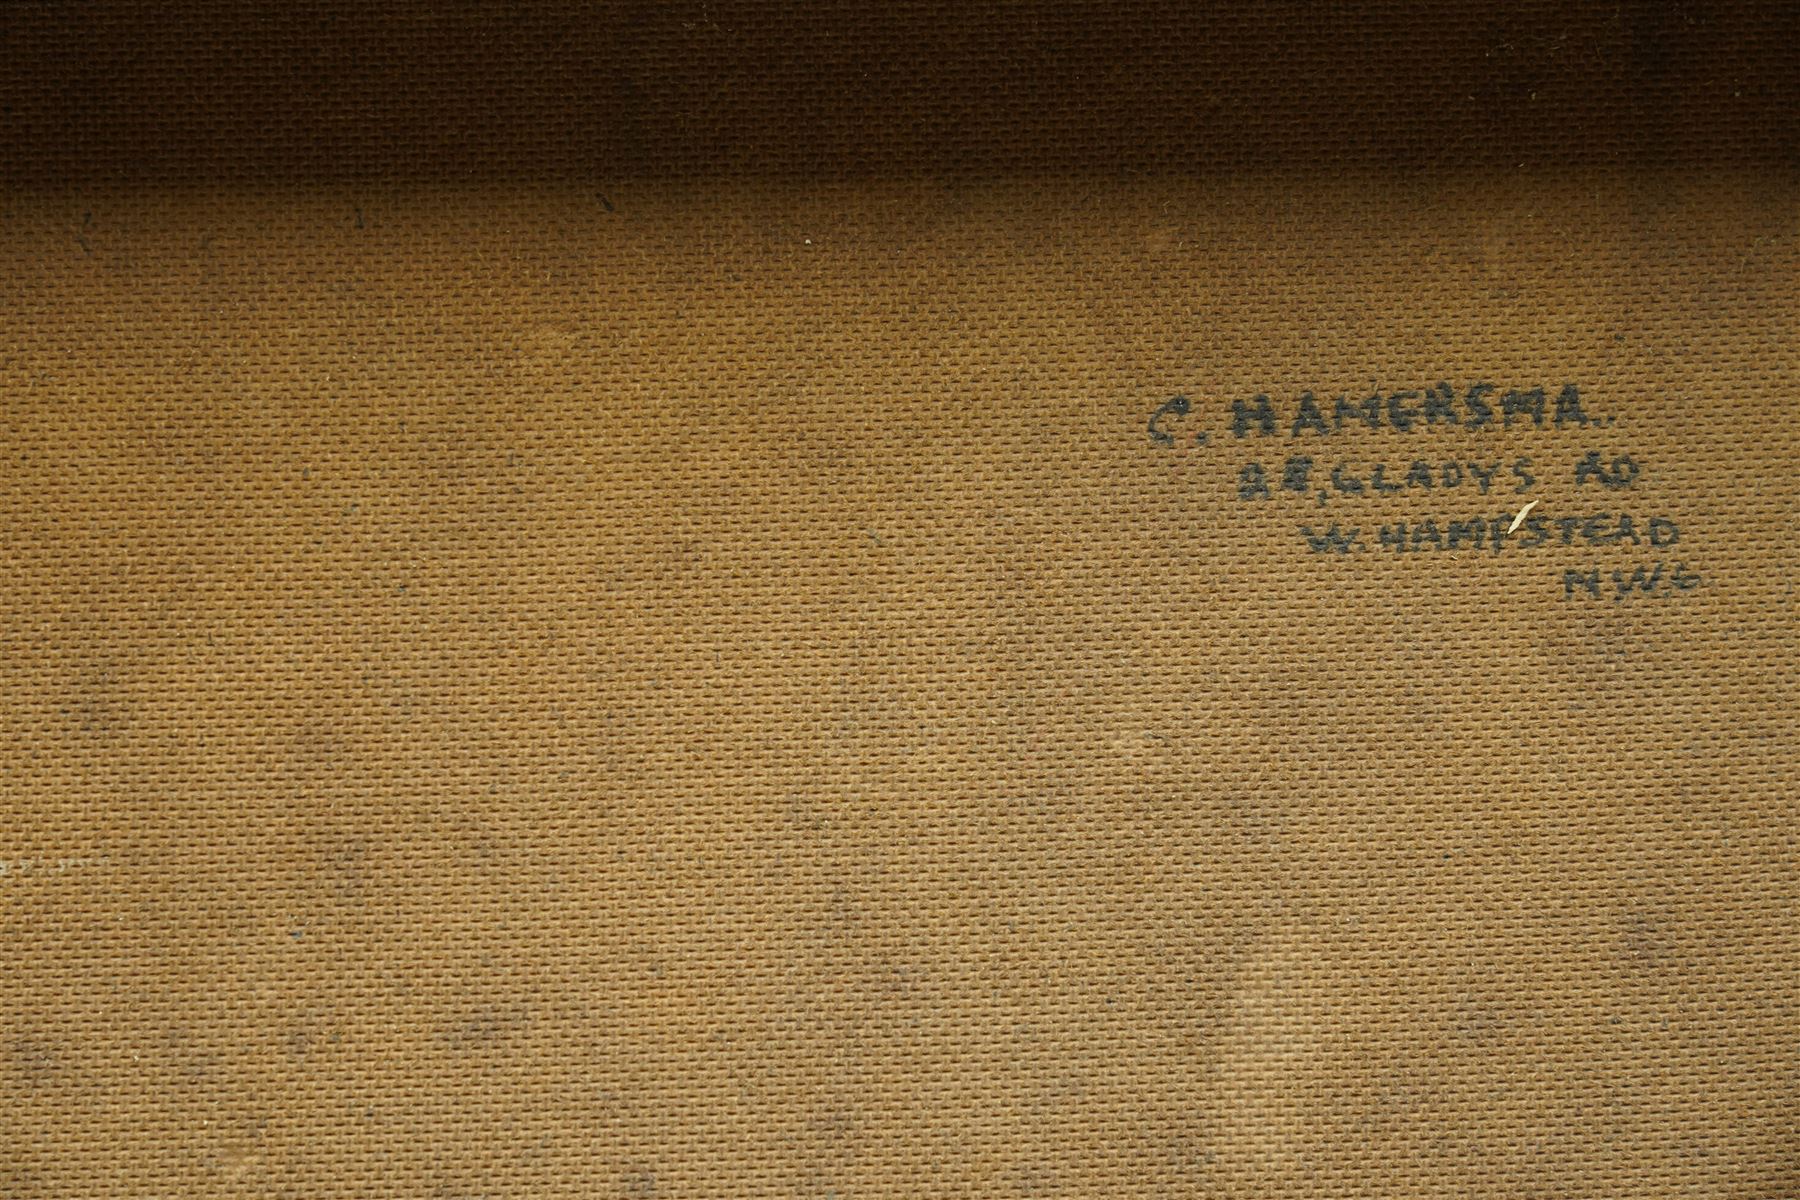 C. HAMERSMA.
28, GLADYS RD
W. HAMPSTEAD
N.W.6